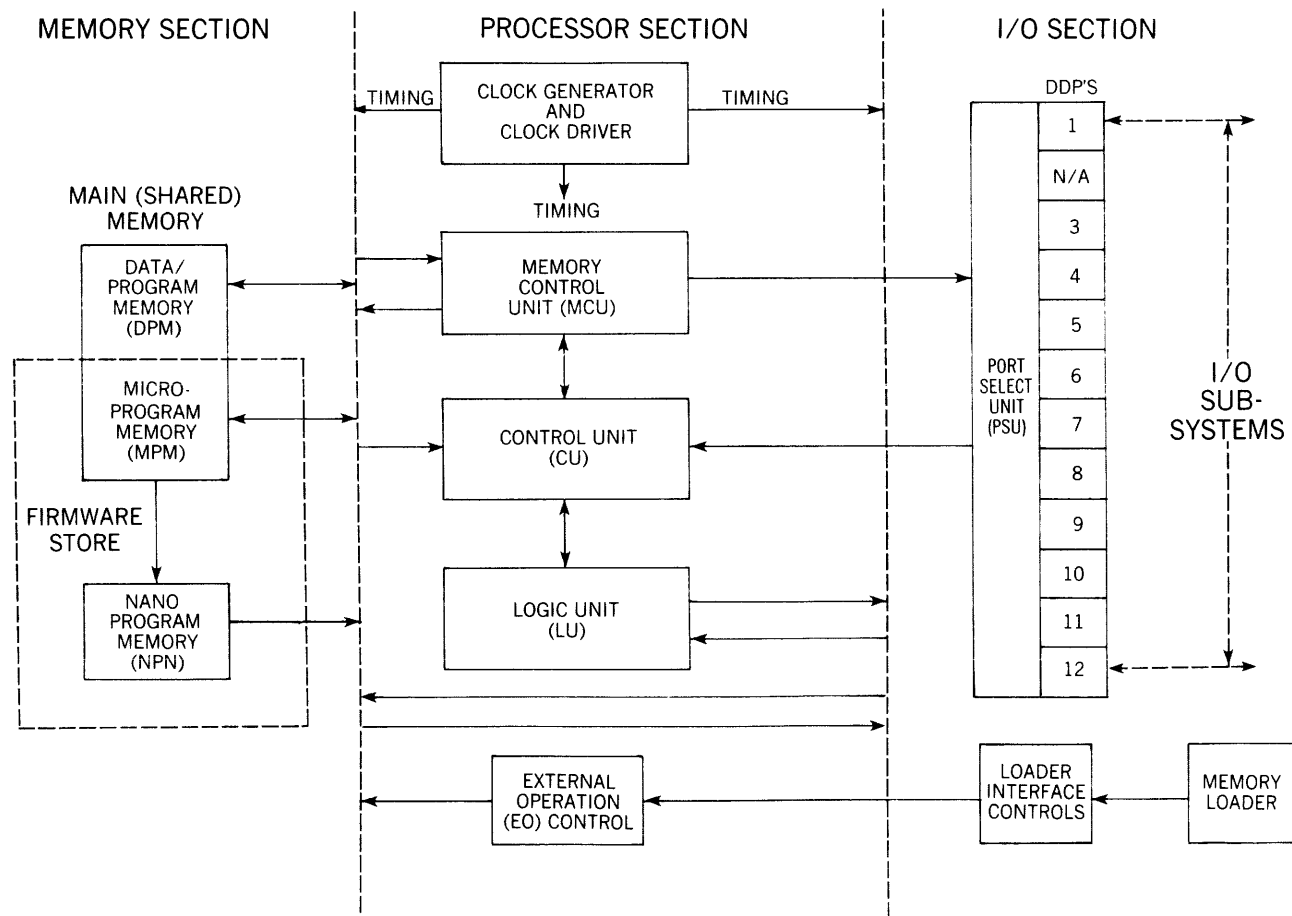 MEMORY SECTION
PROCESSOR SECTION
I/O SECTION
TIMING
CLOCK GENERATOR
AND
CLOCK DRIVER
TIMING
TIMING
DDP'S
1
N/A
3
4
5
6
7
8
9
10
11
12
MAIN (SHARED)
MEMORY
DATA/
PROGRAM
MEMORY
(DPM)
MICRO-
PROGRAM
MEMORY
(MPM)
FIRMWARE
STORE
NANO
PROGRAM
MEMORY
(NPN)
MEMORY
CONTROL
UNIT (MCU)
CONTROL UNIT
(CU)
LOGIC UNIT
(LU)
PORT
SELECT
UNIT
(PSU)
I/O
SUB-
SYSTEMS
EXTERNAL
OPERATION
(EO) CONTROL
LOADER
INTERFACE
CONTROLS
MEMORY
LOADER